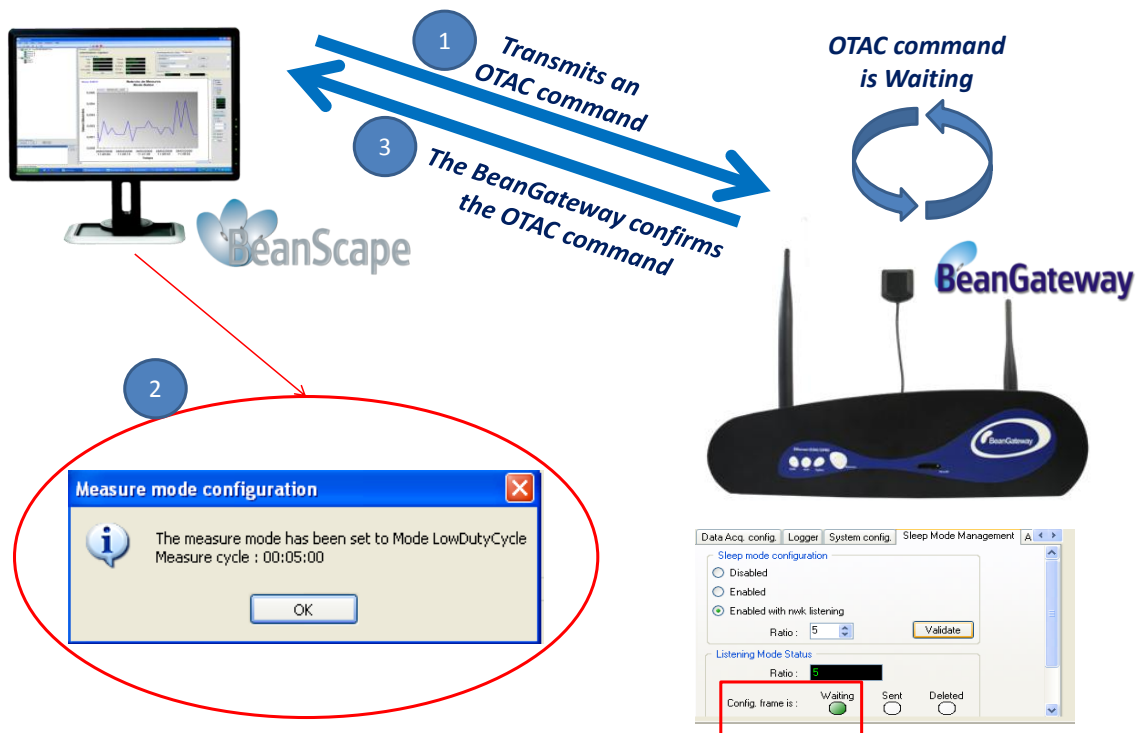 1
Transmits an
OTAC command
OTAC command
is Waiting
3
The BeanGateway confirms
the OTAC command
BeanScape
BeanGateway
2
BeanGateway
Measure mode configuration
The measure mode has been set to Mode LowDutyCycle
Measure cycle : 00:05:00
OK
Data Acq. config. Logger System config. Sleep Mode Management A
Sleep mode configuration
Disabled
Enabled
Enabled with nwk listening
Ratio : 5 Validate
Listening Mode Status
Ratio : 5
Config. frame is : Waiting Sent Deleted